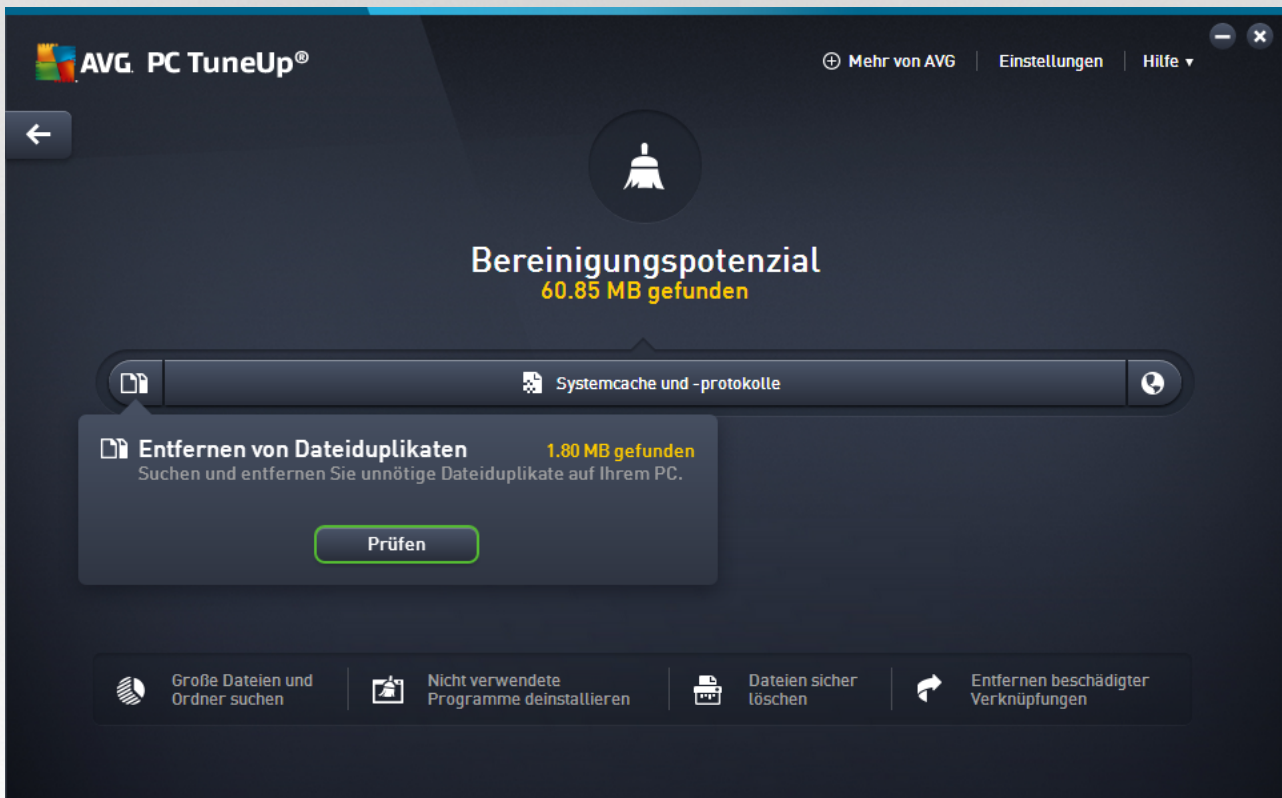 AVG. PC TuneUp®
Mehr von AVG
Einstellungen
Hilfe
Bereinigungspotenzial
60.85 MB gefunden
Systemcache und -protokolle
Entfernen von Dateiduplikaten
1.80 MB gefunden
Suchen und entfernen Sie unnötige Dateiduplikate auf Ihrem PC.
Prüfen
Große Dateien und
Ordner suchen
Nicht verwendete
Programme deinstallieren
Dateien sicher
löschen
Entfernen beschädigter
Verknüpfungen